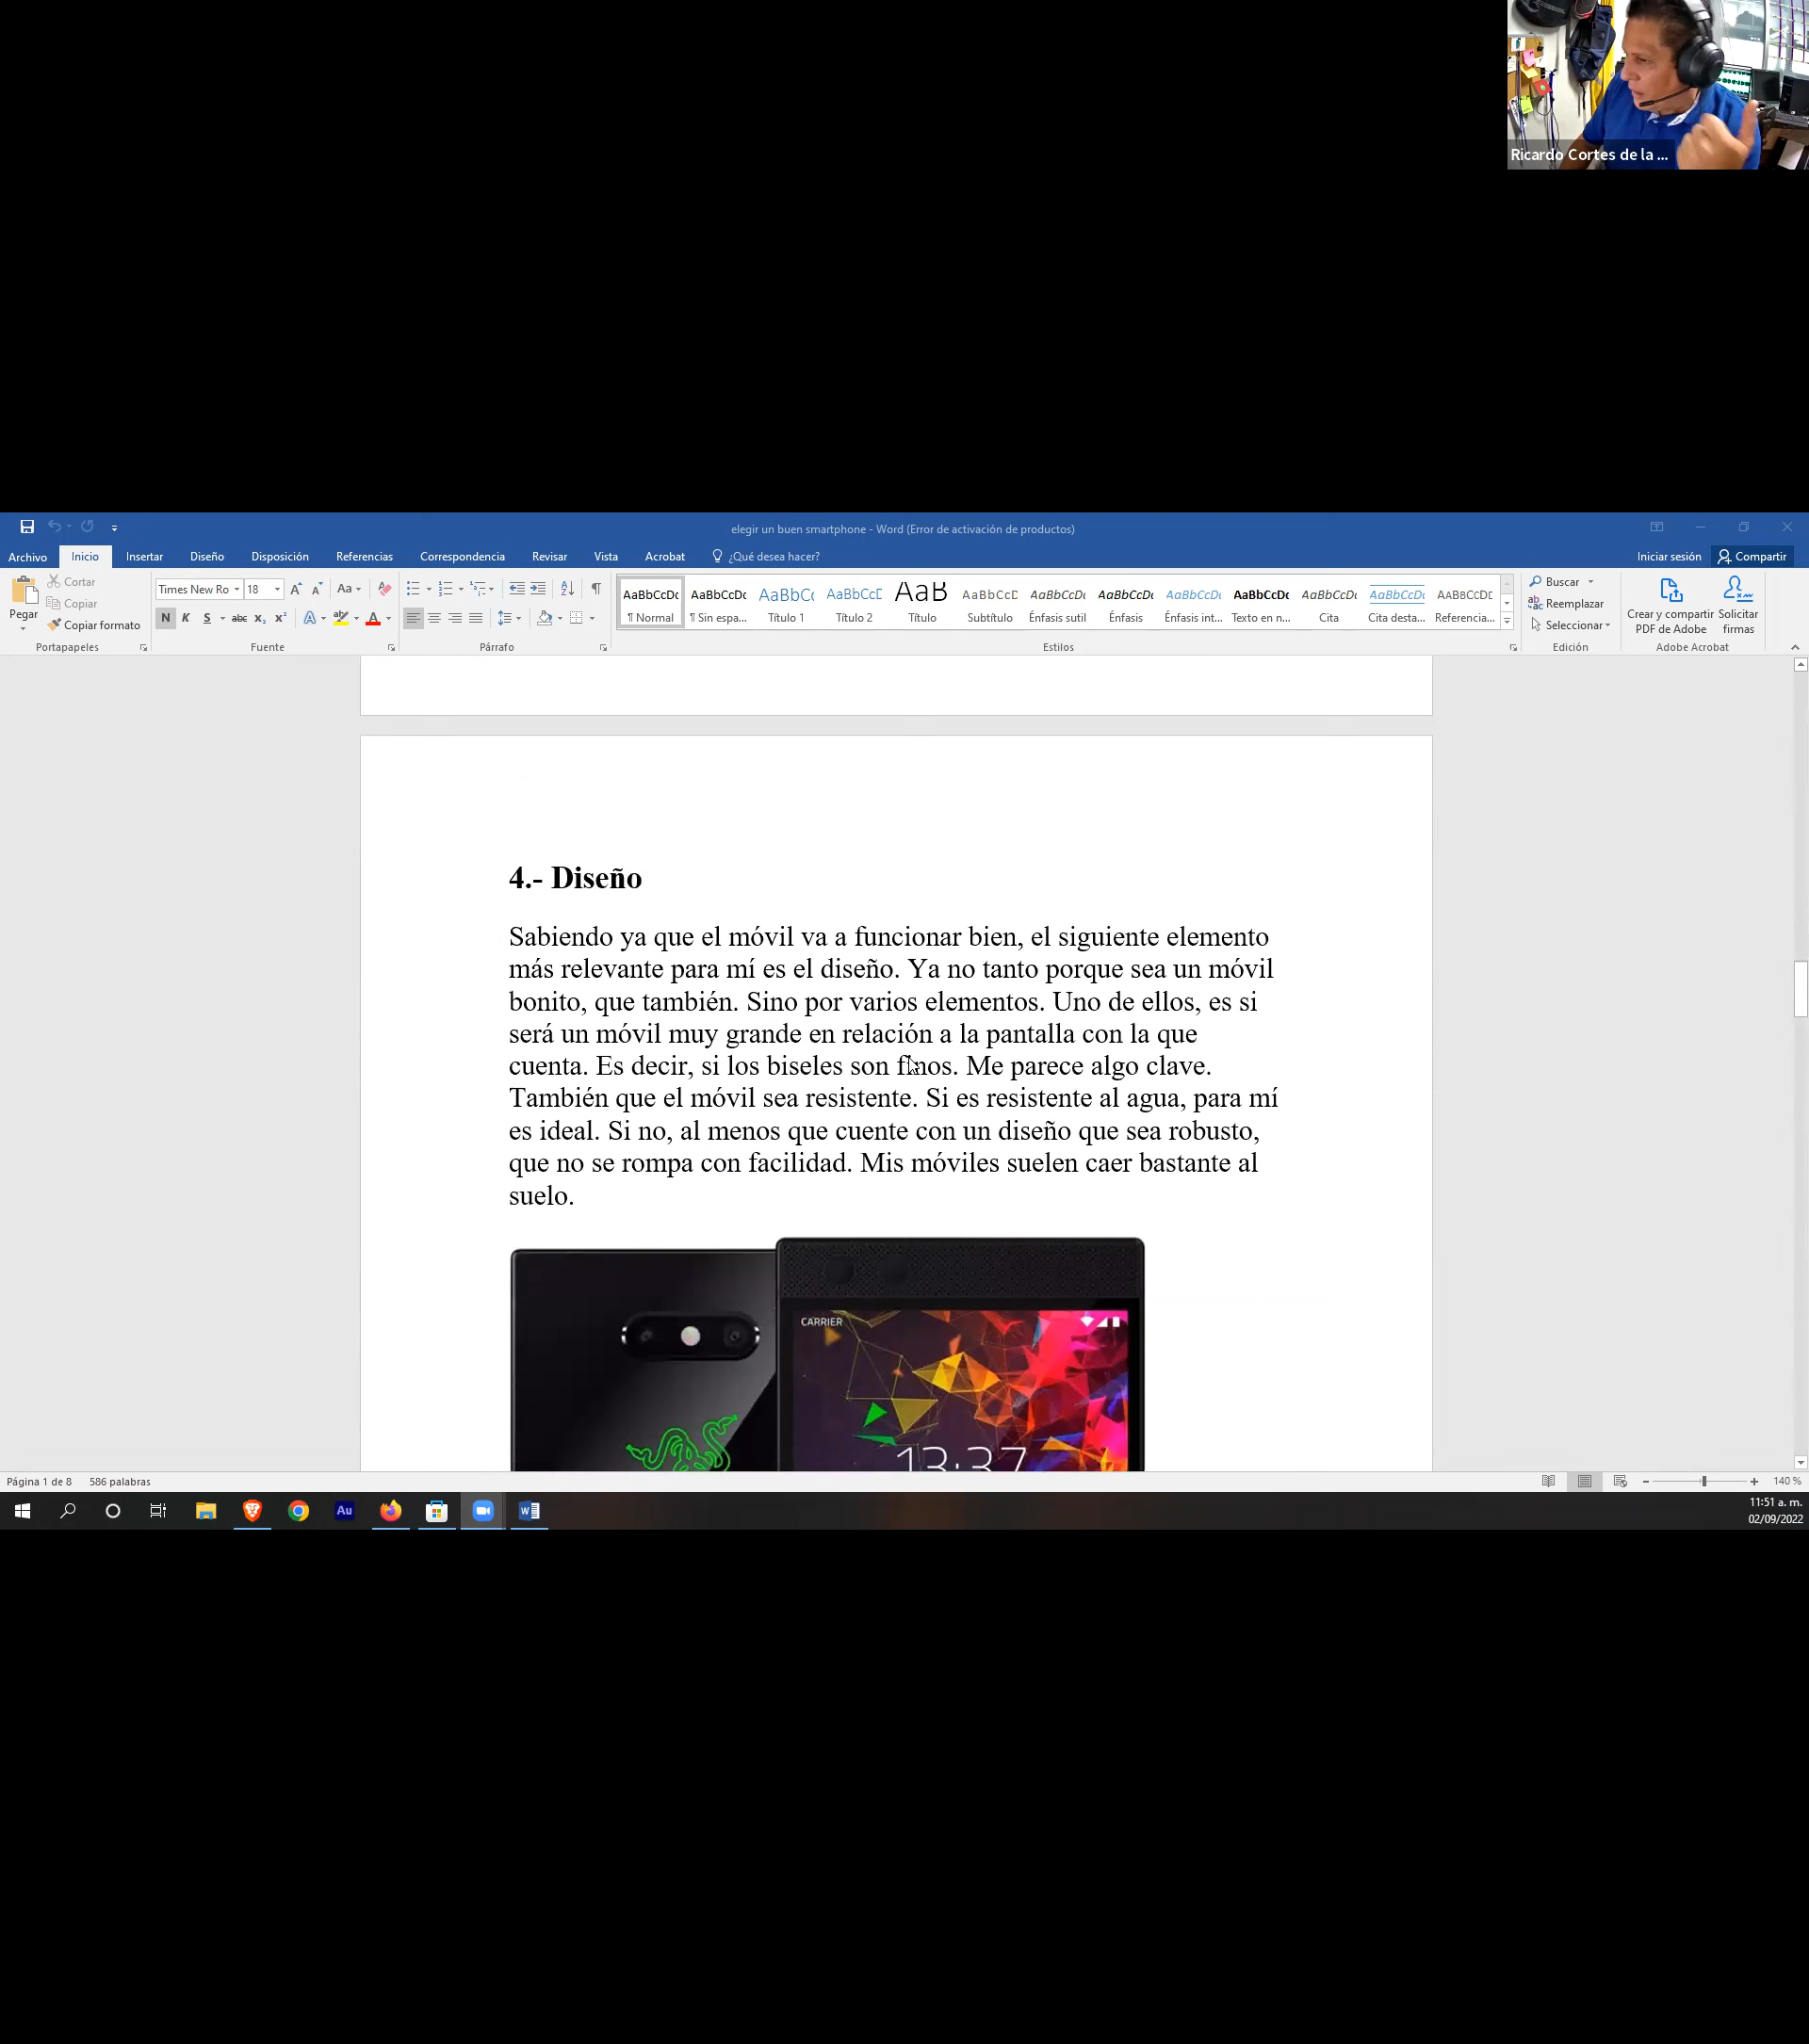 Ricardo Cortes de la ...
elegir un buen smartphone - Word (Error de activación de productos)
Archivo Inicio Insertar Diseño Disposición Referencias Correspondencia Revisar Vista Acrobat ¿Qué desea hacer? Iniciar sesión Compartir
Pegar
Cortar
Copiar
Copiar formato
Portapapeles
Times New Ro 18
N K S abc x₂ x²
Fuente
Párrafo
AaBbCcDc AaBbCcDc AaBbC( AaBbCcE AaB AaBbCcD AaBbCcDc AaBbCcDc AaBbCcDc AaBbCcDc AaBbCcDc AaBbCcDc AABBCCDE
¶ Normal ¶ Sin espa... Título 1 Título 2 Título Subtítulo Énfasis sutil Énfasis Énfasis int... Texto en n... Cita Cita desta... Referencia...
Estilos
Buscar
Reemplazar
Seleccionar
Edición
Crear y compartir PDF de Adobe
Solicitar firmas
Adobe Acrobat
4.- Diseño
Sabiendo ya que el móvil va a funcionar bien, el siguiente elemento
más relevante para mí es el diseño. Ya no tanto porque sea un móvil
bonito, que también. Sino por varios elementos. Uno de ellos, es si
será un móvil muy grande en relación a la pantalla con la que
cuenta. Es decir, si los biseles son finos. Me parece algo clave.
También que el móvil sea resistente. Si es resistente al agua, para mí
es ideal. Si no, al menos que cuente con un diseño que sea robusto,
que no se rompa con facilidad. Mis móviles suelen caer bastante al
suelo.
CARRIER
13:37
Página 1 de 8 586 palabras
140 %
Au
11:51 a. m.
02/09/2022